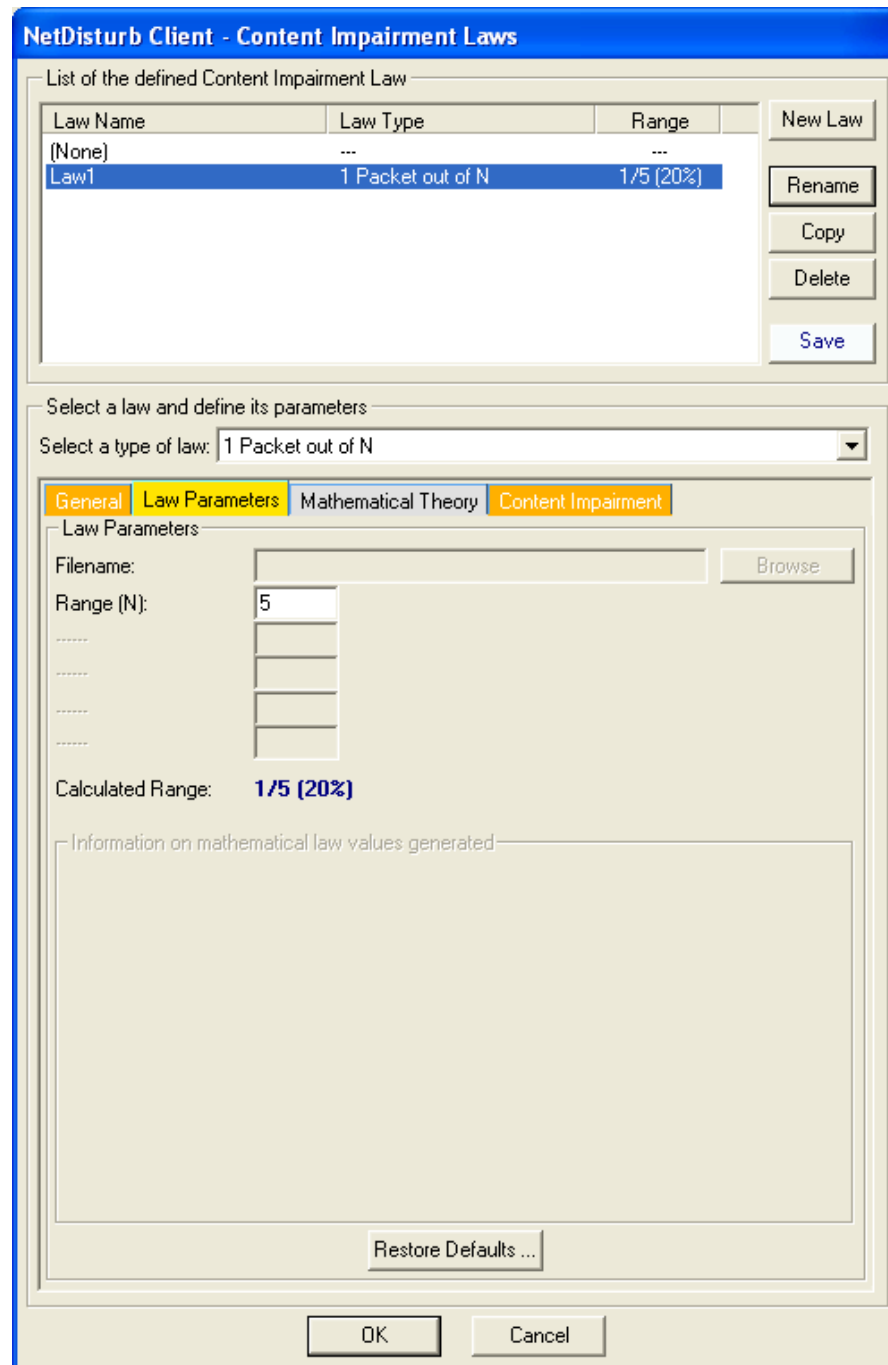 NetDisturb Client - Content Impairment Laws
List of the defined Content Impairment Law
Law Name Law Type Range
(None) --- ---
Law1 1 Packet out of N 1/5 (20%)
New Law
Rename
Copy
Delete
Save
Select a law and define its parameters
Select a type of law: 1 Packet out of N
General Law Parameters Mathematical Theory Content Impairment
Law Parameters
Filename: Browse
Range (N): 5
------
------
------
------
Calculated Range: 1/5 (20%)
Information on mathematical law values generated
Restore Defaults ...
OK Cancel